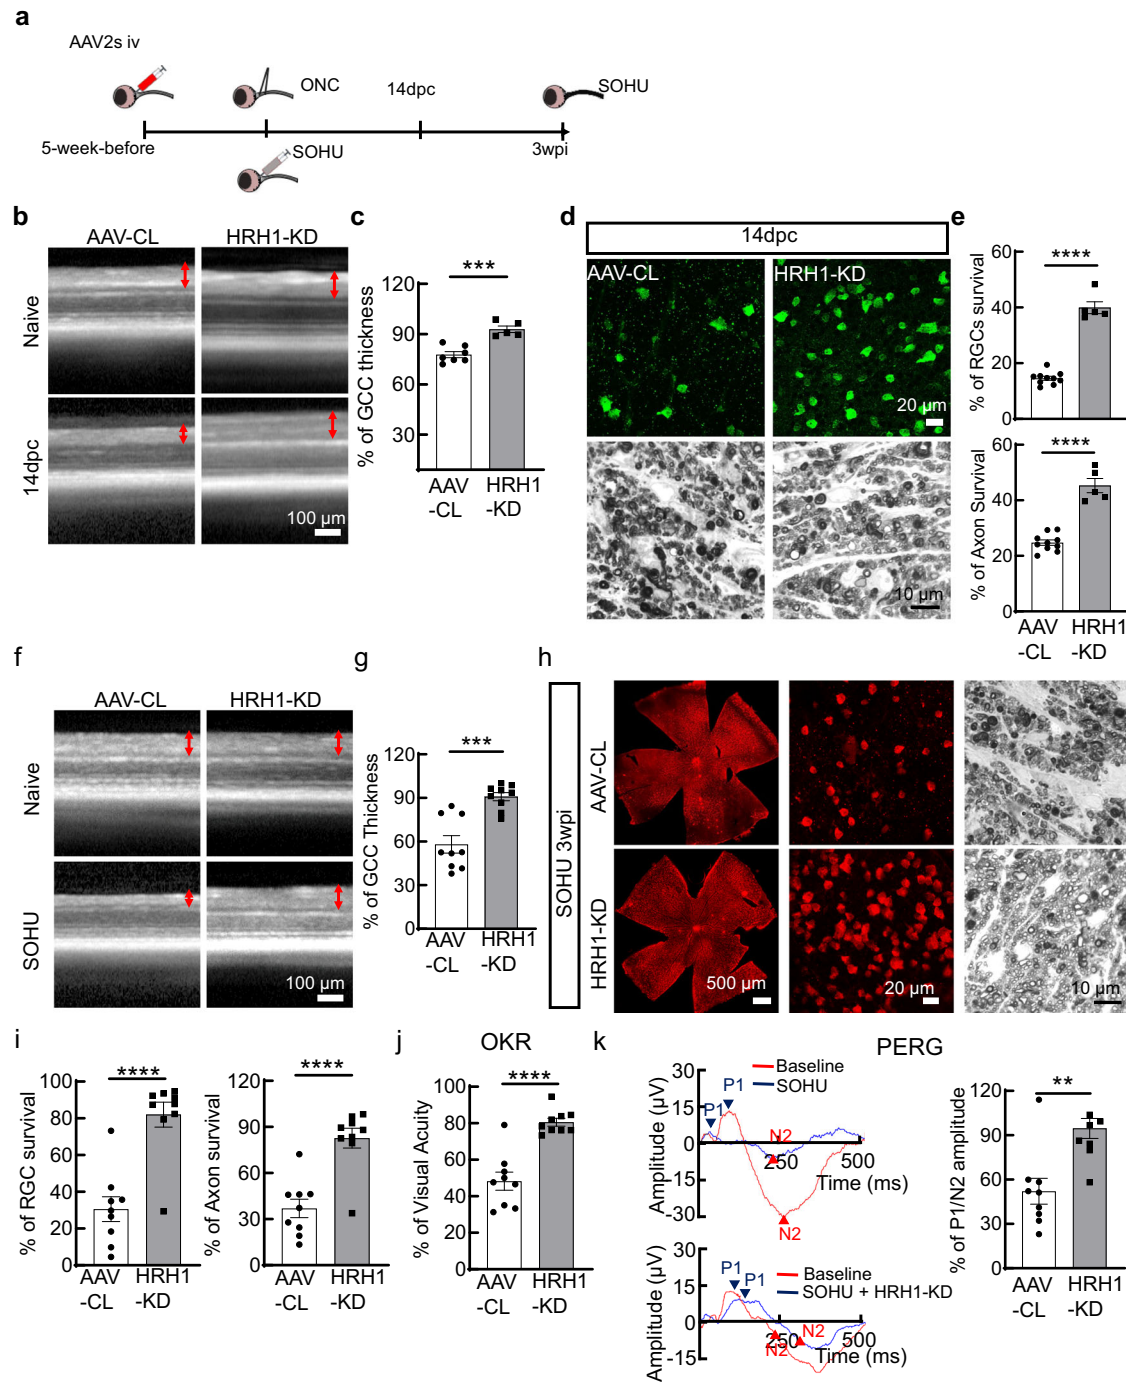 a
AAV2s iv
ONC
14dpc
SOHU
5-week-before
SOHU
3wpi
b
AAV-CL
HRH1-KD
Naive
14dpc
100 µm
c
***
% of GCC thickness
120
90
60
30
AAV
-CL
HRH1
-KD
d
14dpc
AAV-CL
HRH1-KD
20 µm
10 µm
e
****
% of RGCs survival
60
40
20
0
****
% of Axon Survival
60
40
20
0
AAV
-CL
HRH1
-KD
f
AAV-CL
HRH1-KD
Naive
SOHU
100 µm
g
***
% of GCC Thickness
120
90
60
30
0
AAV
-CL
HRH1
-KD
h
SOHU 3wpi
AAV-CL
HRH1-KD
500 µm
20 µm
10 µm
i
****
% of RGC survival
100
80
60
40
20
0
AAV
-CL
HRH1
-KD
****
% of Axon survival
120
90
60
30
0
AAV
-CL
HRH1
-KD
j
OKR
****
% of Visual Acuity
100
80
60
40
20
0
AAV
-CL
HRH1
-KD
k
PERG
Baseline
SOHU
Amplitude (µV)
30
15
0
-15
-30
P1
P1
N2
N2
250
500
Time (ms)
Baseline
SOHU + HRH1-KD
Amplitude (µV)
30
15
0
-15
P1
P1
N2
N2
250
500
Time (ms)
**
% of P1/N2 amplitude
120
90
60
30
0
AAV
-CL
HRH1
-KD